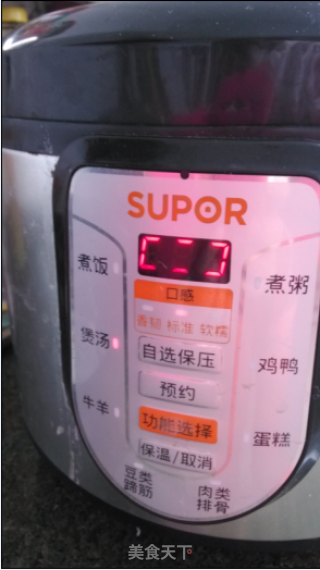 SUPOR
煮饭
煮粥
口感
香韧 标准 软糯
煲汤
自选保压
鸡鸭
预约
牛羊
功能选择
蛋糕
保温/取消
豆类
蹄筋
肉类
排骨
美食天下